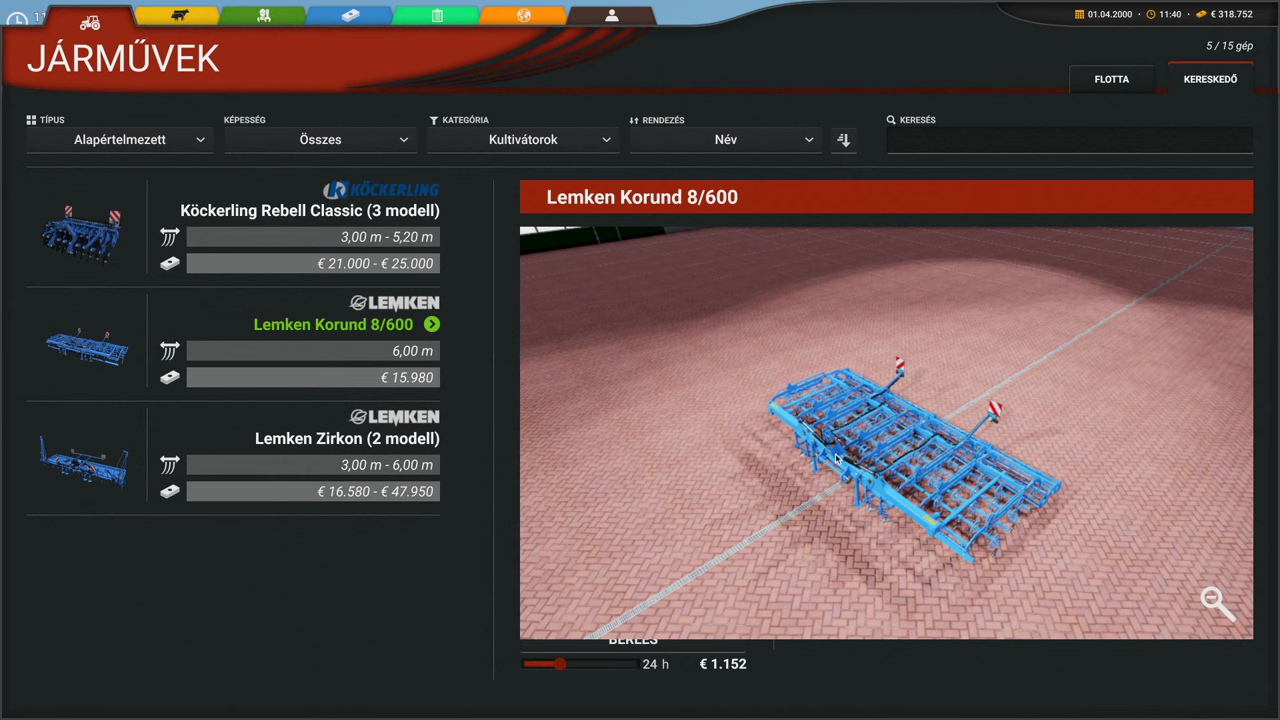 01.04.2000 · 11:40 · € 318.752
JÁRMŰVEK
5 / 15 gép
FLOTTA
KERESKEDŐ
TÍPUS
KÉPESSÉG
KATEGÓRIA
RENDEZÉS
KERESÉS
Alapértelmezett
Összes
Kultivátorok
Név
KÖCKERLING
Köckerling Rebell Classic (3 modell)
3,00 m - 5,20 m
€ 21.000 - € 25.000
LEMKEN
Lemken Korund 8/600
6,00 m
€ 15.980
LEMKEN
Lemken Zirkon (2 modell)
3,00 m - 6,00 m
€ 16.580 - € 47.950
Lemken Korund 8/600
BÉRLÉS
24 h
€ 1.152